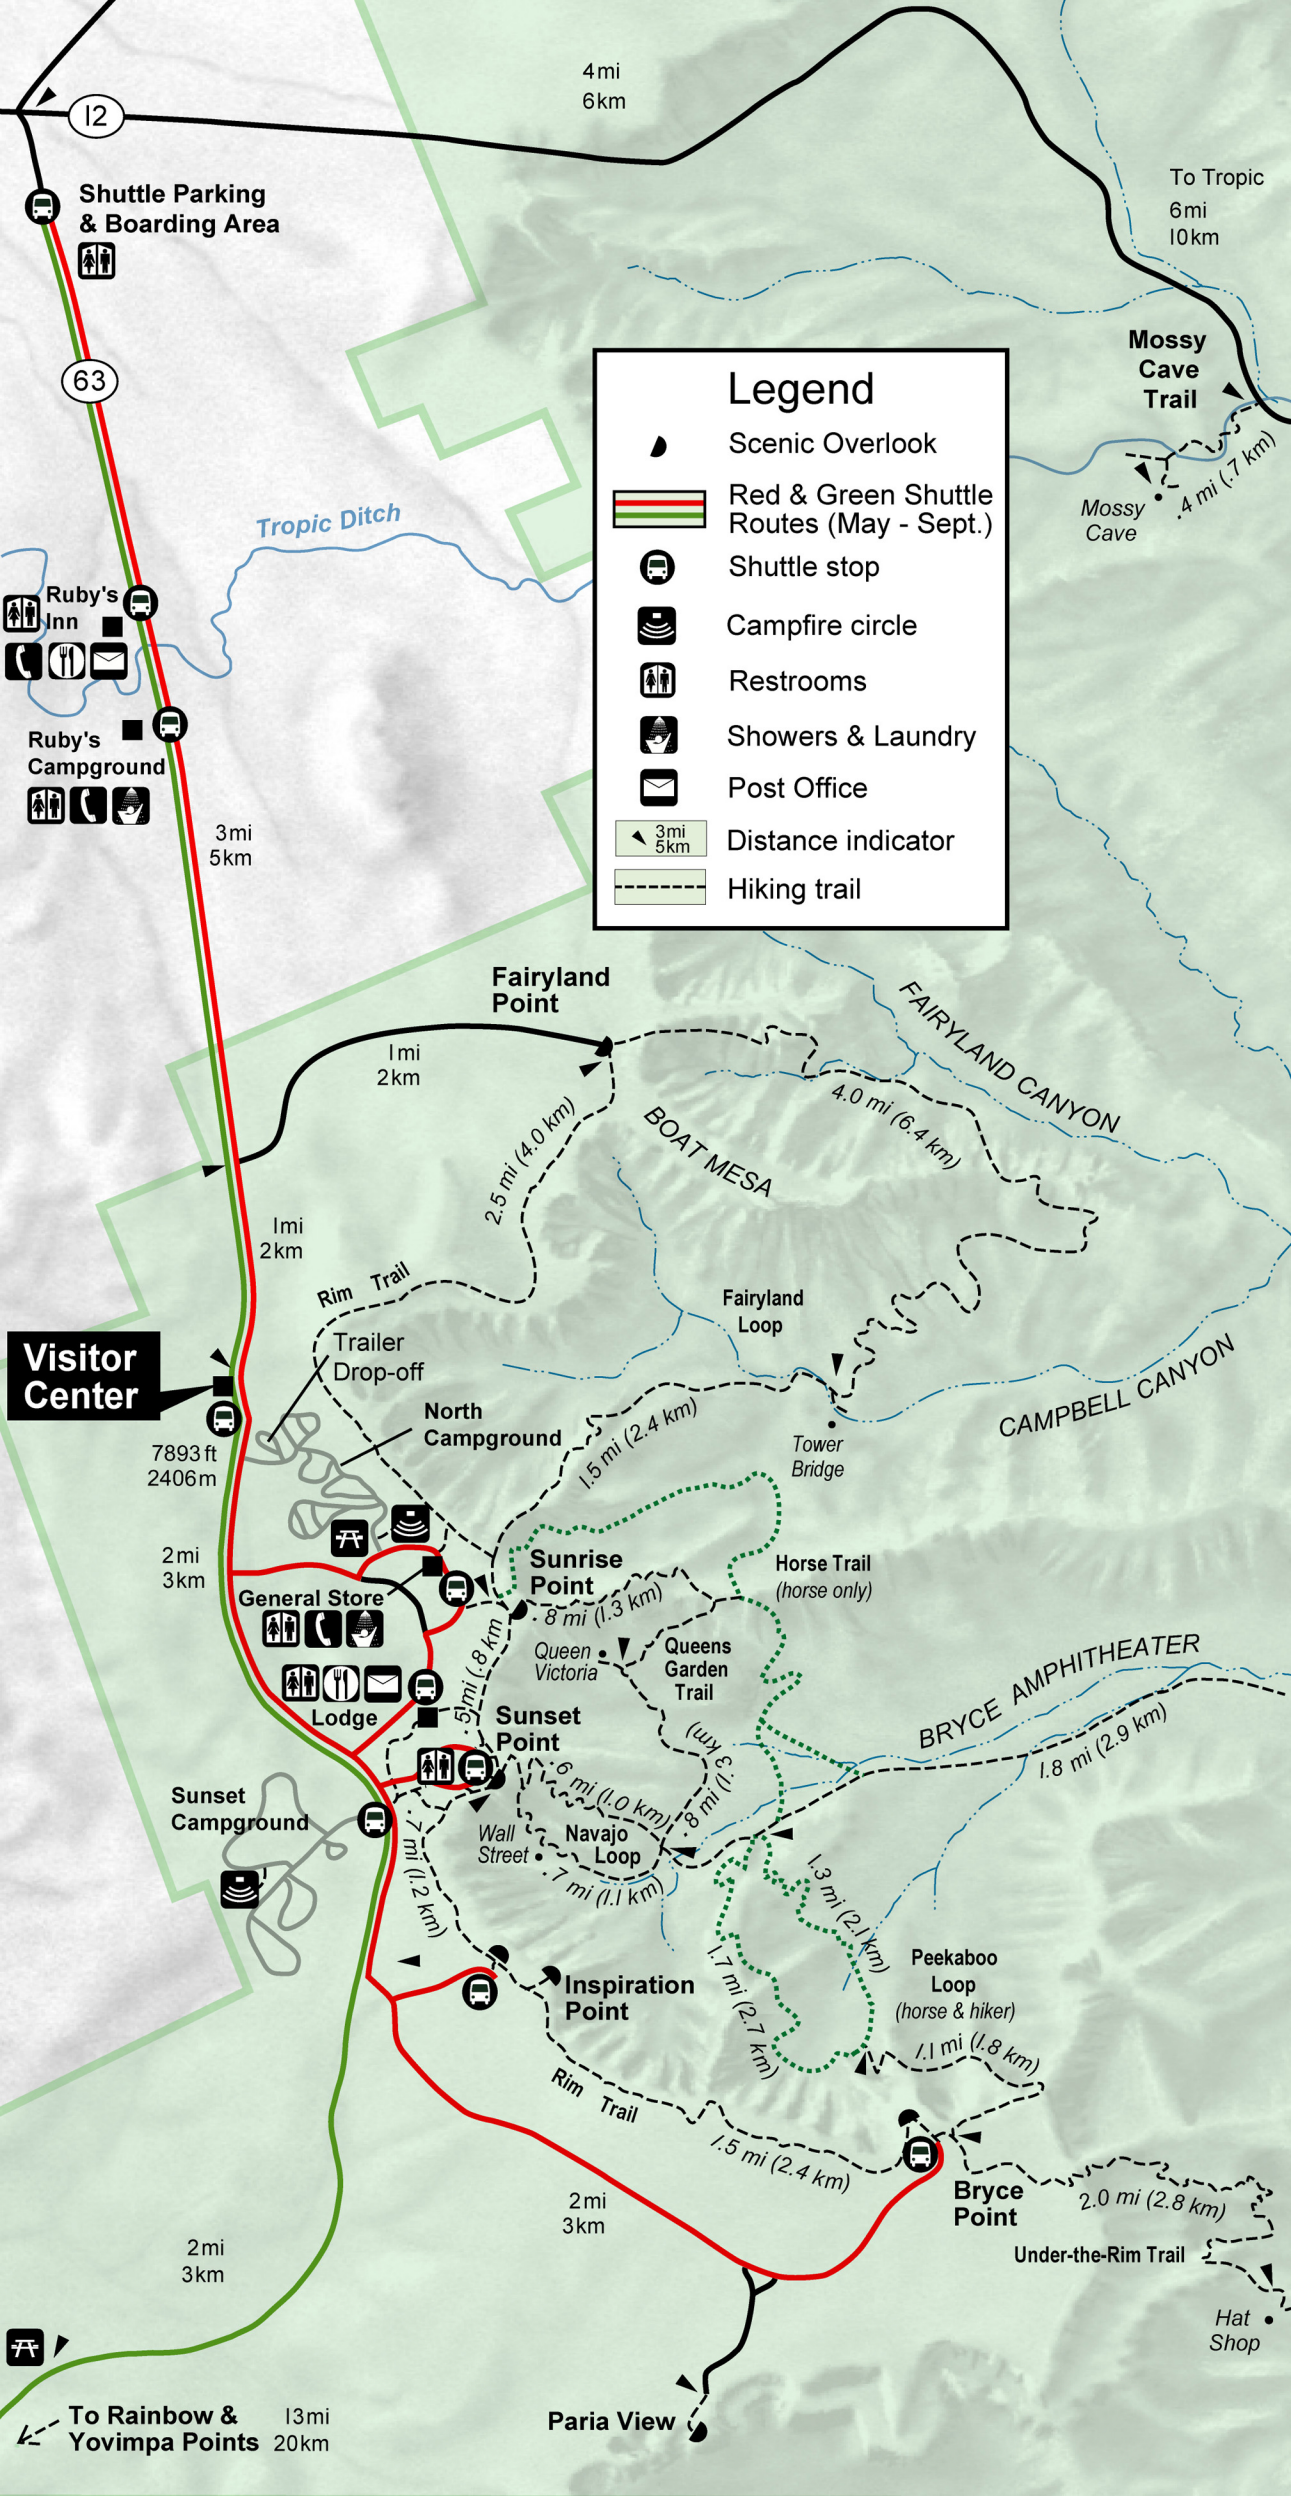 4mi
6km
12
To Tropic
6mi
10km
Shuttle Parking
& Boarding Area
63
Mossy
Cave
Trail
.4 mi (.7 km)
Mossy
Cave
Legend
Scenic Overlook
Red & Green Shuttle
Routes (May - Sept.)
Shuttle stop
Campfire circle
Restrooms
Showers & Laundry
Post Office
3mi
5km
Distance indicator
Hiking trail
Tropic Ditch
Ruby's
Inn
Ruby's
Campground
3mi
5km
Fairyland
Point
1mi
2km
FAIRYLAND CANYON
4.0 mi (6.4 km)
BOAT MESA
2.5 mi (4.0 km)
1mi
2km
Rim Trail
Fairyland
Loop
Trailer
Drop-off
Visitor
Center
7893 ft
2406m
North
Campground
1.5 mi (2.4 km)
Tower
Bridge
CAMPBELL CANYON
2mi
3km
General Store
Sunrise
Point
.8 mi (1.3 km)
Horse Trail
(horse only)
Queen
Victoria
Queens
Garden
Trail
.5mi (.8 km
Lodge
Sunset
Point
.8 mi (1.3 km)
BRYCE AMPHITHEATER
1.8 mi (2.9 km)
.6 mi (1.0 km)
Sunset
Campground
Wall
Street
Navajo
Loop
.7 mi (1.1 km)
.7 mi (1.2 km)
1.3 mi (2.1 km)
1.7 mi (2.7 km)
Peekaboo
Loop
(horse & hiker)
Inspiration
Point
1.1 mi (1.8 km)
Rim Trail
1.5 mi (2.4 km)
Bryce
Point
2.0 mi (2.8 km)
Under-the-Rim Trail
Hat
Shop
2mi
3km
2mi
3km
To Rainbow &
Yovimpa Points
13mi
20km
Paria View